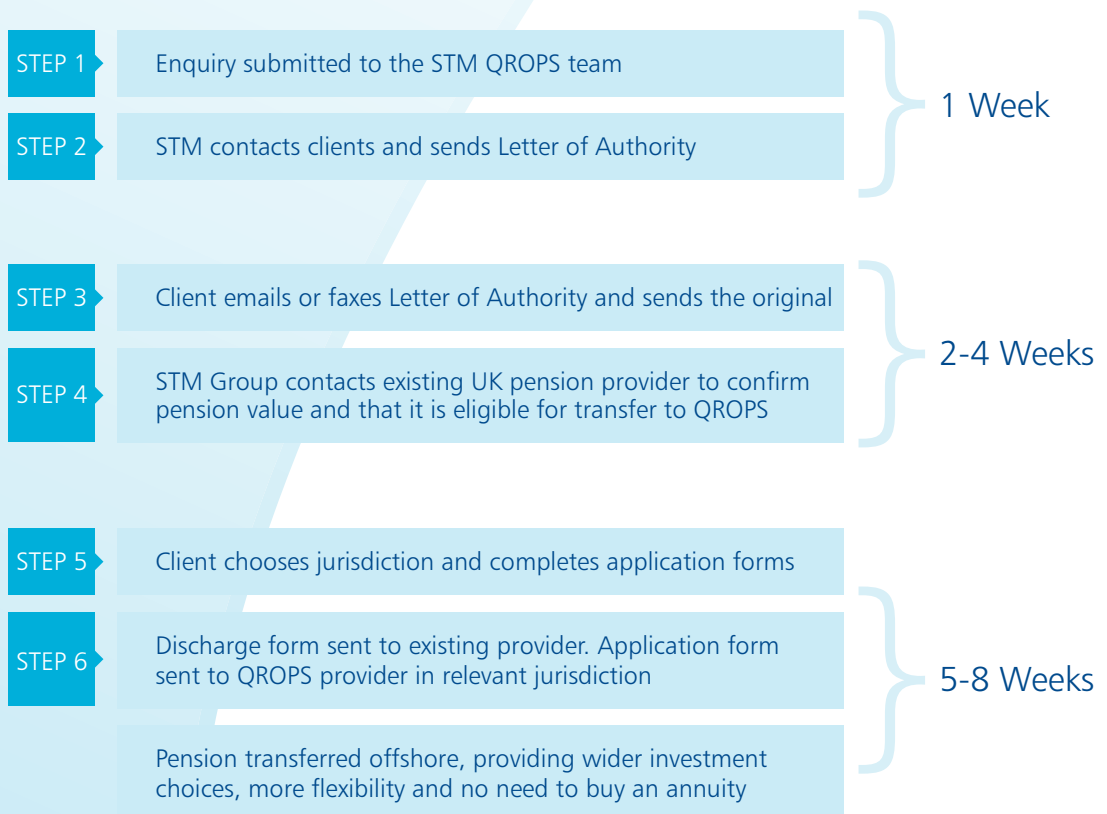 STEP 1
Enquiry submitted to the STM QROPS team
STEP 2
STM contacts clients and sends Letter of Authority
1 Week
STEP 3
Client emails or faxes Letter of Authority and sends the original
STEP 4
STM Group contacts existing UK pension provider to confirm
pension value and that it is eligible for transfer to QROPS
2-4 Weeks
STEP 5
Client chooses jurisdiction and completes application forms
STEP 6
Discharge form sent to existing provider. Application form
sent to QROPS provider in relevant jurisdiction
Pension transferred offshore, providing wider investment
choices, more flexibility and no need to buy an annuity
5-8 Weeks